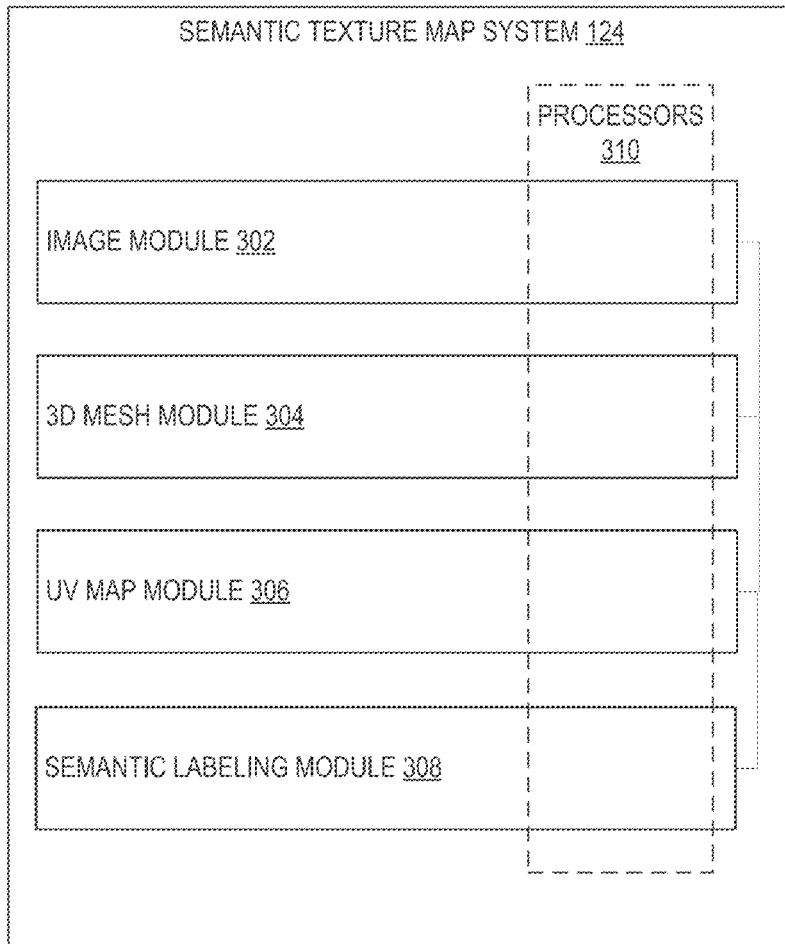 SEMANTIC TEXTURE MAP SYSTEM 124
PROCESSORS
310
IMAGE MODULE 302
3D MESH MODULE 304
UV MAP MODULE 306
SEMANTIC LABELING MODULE 308